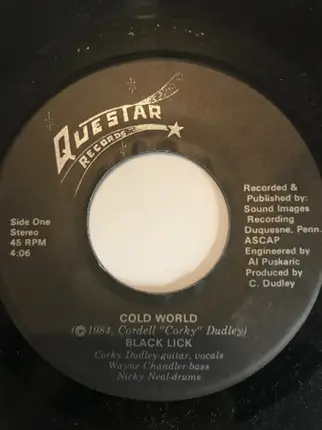 QUESTAR
RECORDS
Side One
Stereo
45 RPM
4:06
Recorded &
Published by:
Sound Images
Recording
Duquesne, Penn.
ASCAP
Engineered by
Al Puskaric
Produced by
C. Dudley
COLD WORLD
(©1984, Cordell "Corky" Dudley)
BLACK LICK
Corky Dudley-guitar, vocals
Wayne Chandler-bass
Nicky Neal-drums